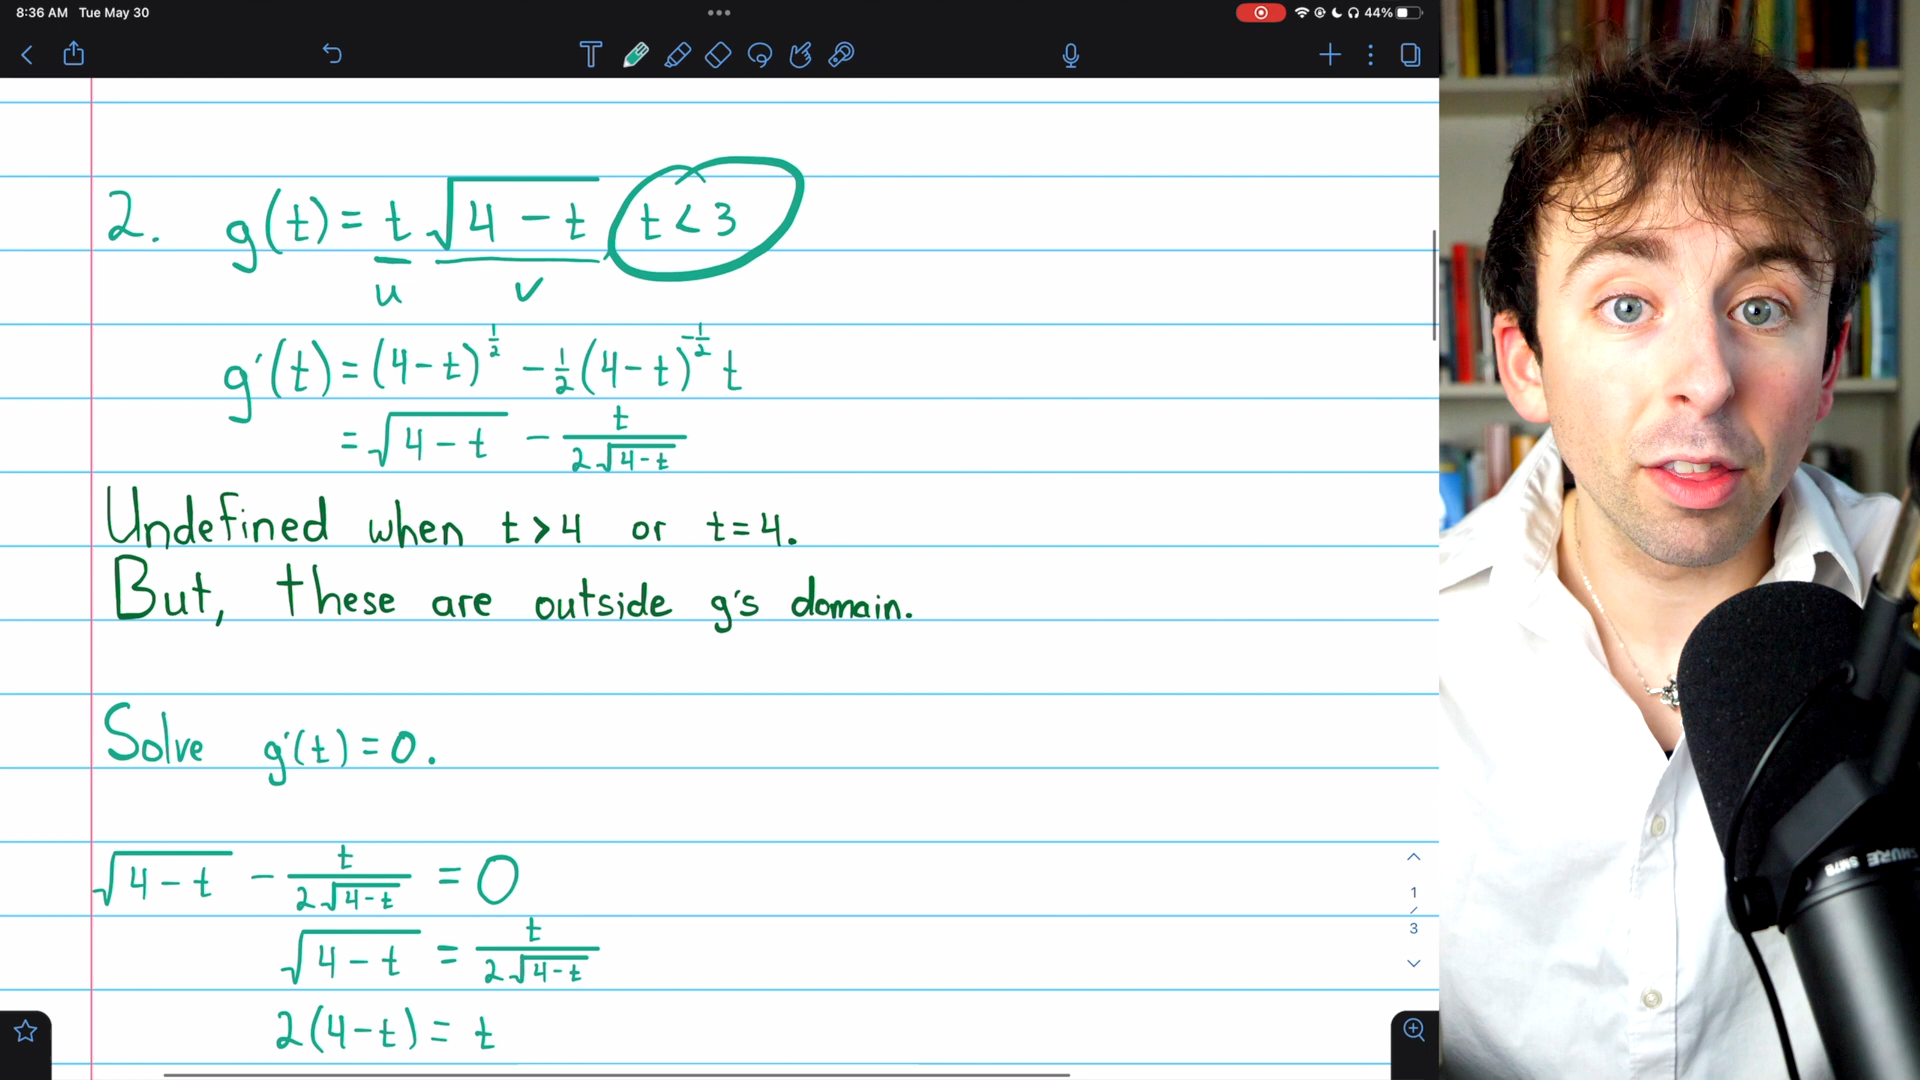 8:36 AM Tue May 30
44%
2. g(t) = t √(4 - t), t < 3
u v
g'(t) = (4-t)^(1/2) - 1/2 (4-t)^(-1/2) t
= √(4 - t) - t/(2√(4-t))
Undefined when t > 4 or t = 4.
But, these are outside g's domain.
Solve g'(t) = 0.
√(4 - t) - t/(2√(4-t)) = 0
√(4 - t) = t/(2√(4-t))
2(4-t) = t
1
/
3
SHURE SM7B